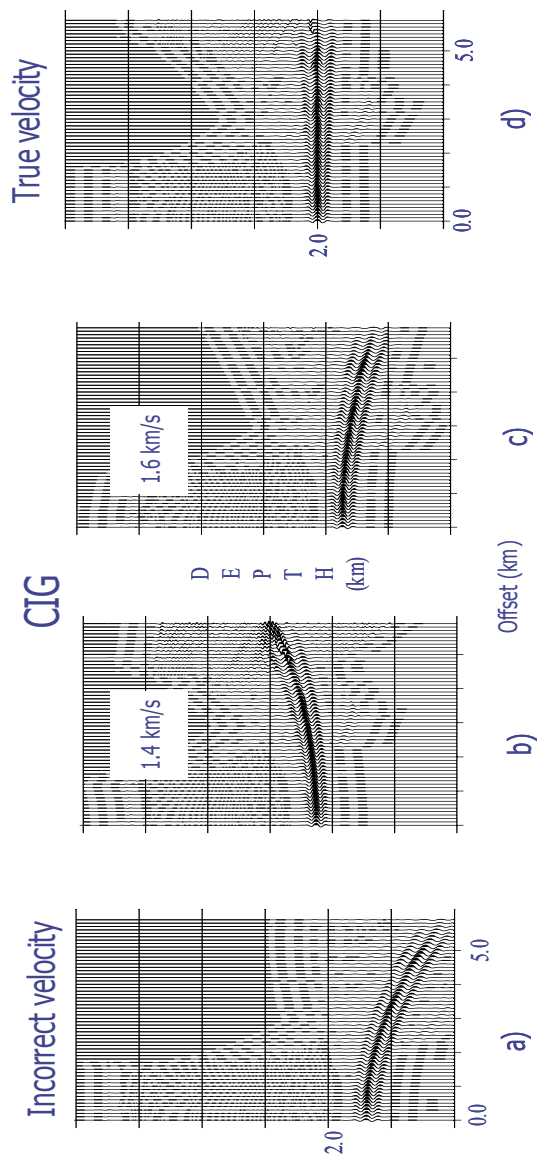 Incorrect velocity
CIG
True velocity
1.4 km/s
1.6 km/s
2.0
D
E
P
T
H
(km)
2.0
0.0
5.0
0.0
5.0
Offset (km)
a)
b)
c)
d)